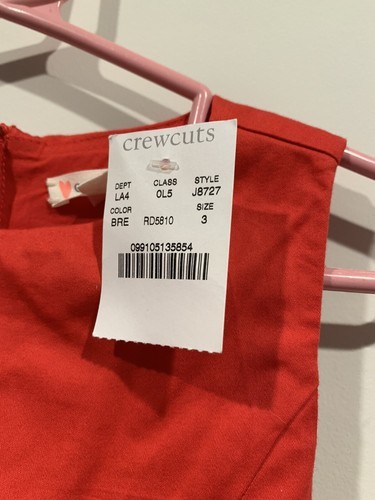 crewcuts
DEPT CLASS STYLE
LA4 0L5 J8727
COLOR SIZE
BRE RD5810 3
099105135854